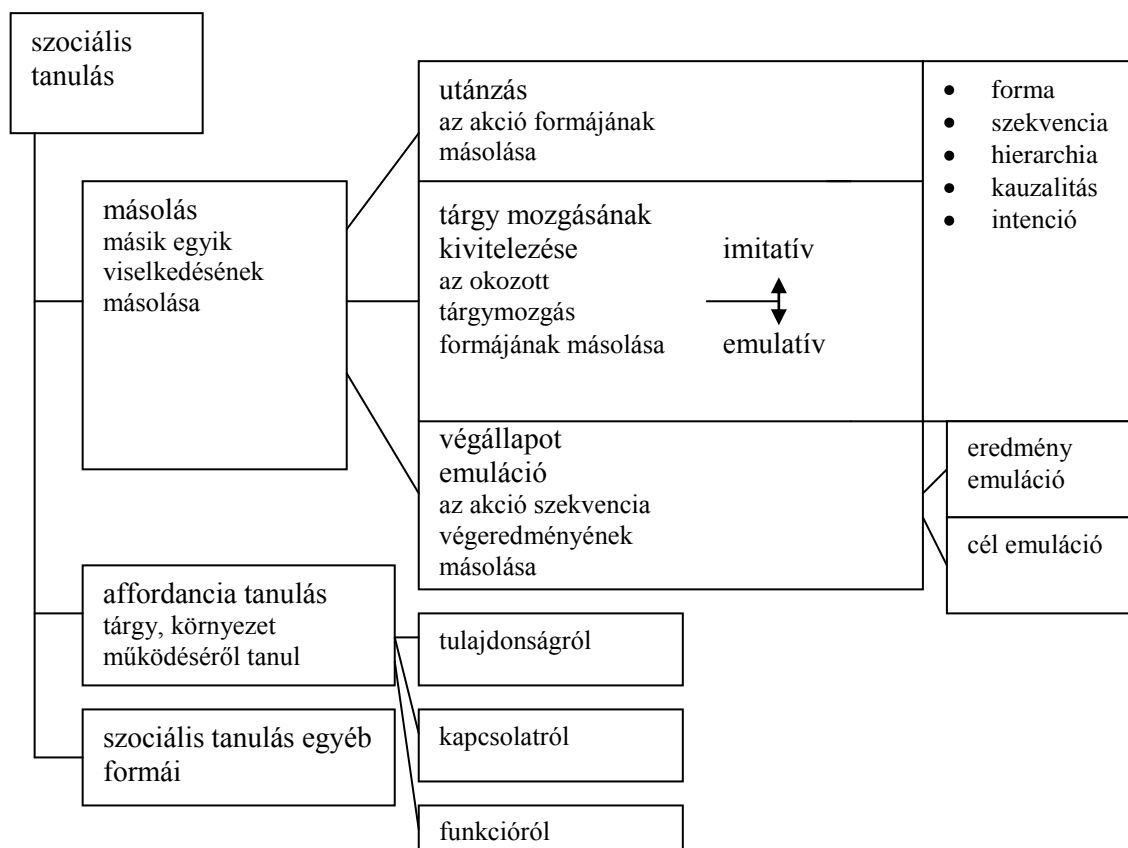 szociális
tanulás
másolás
másik egyik
viselkedésének
másolása
utánzás
az akció formájának
másolása
tárgy mozgásának
kivitelezése
az okozott
tárgymozgás
formájának másolása
imitatív
emulatív
végállapot
emuláció
az akció szekvencia
végeredményének
másolása
• forma
• szekvencia
• hierarchia
• kauzalitás
• intenció
eredmény
emuláció
cél emuláció
affordancia tanulás
tárgy, környezet
működéséről tanul
tulajdonságról
kapcsolatról
funkcióról
szociális tanulás egyéb
formái